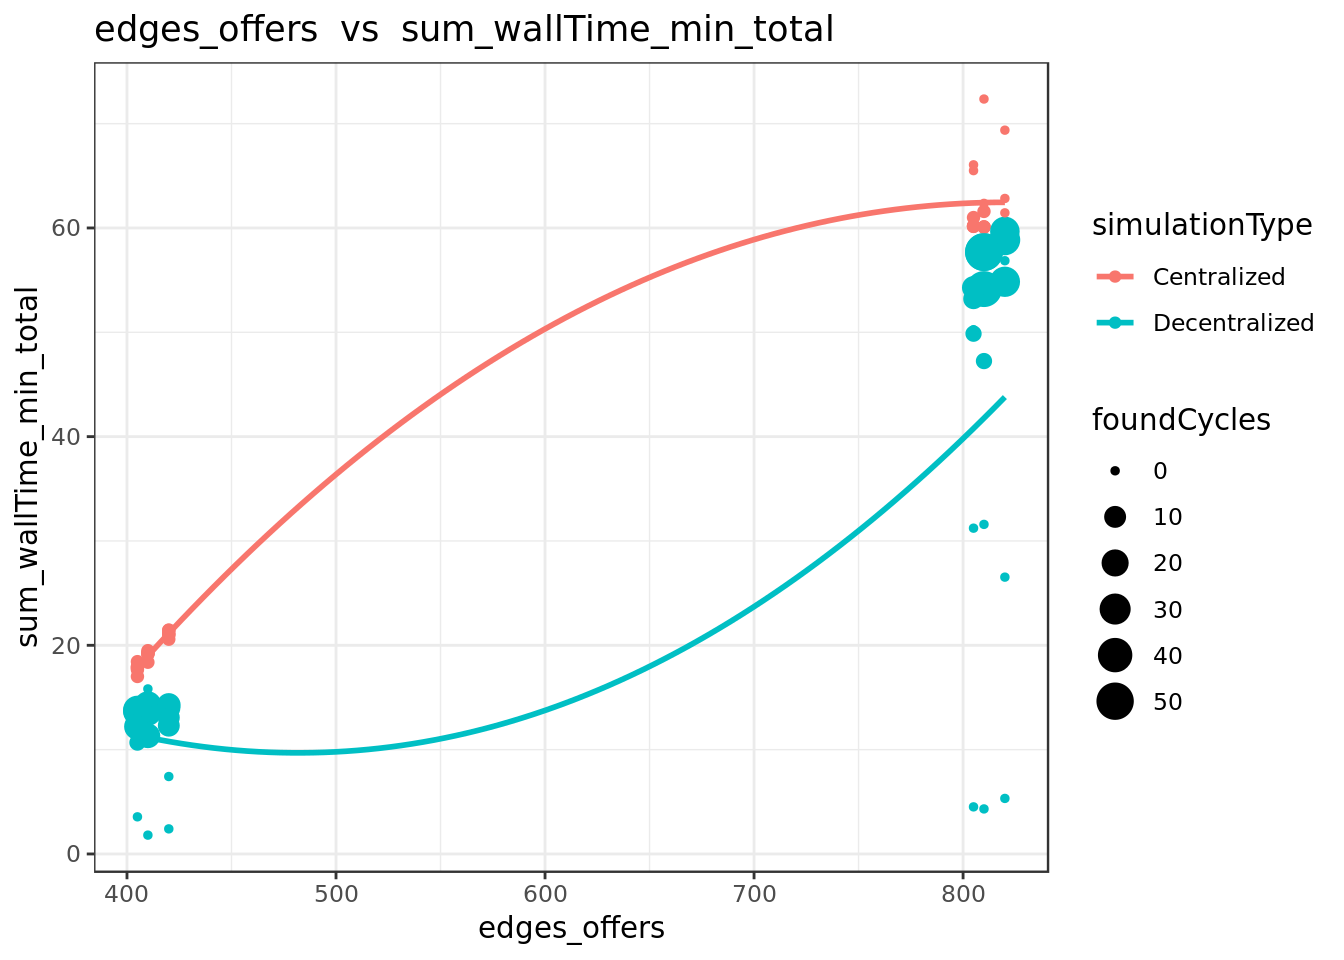 edges_offers vs sum_wallTime_min_total
sum_wallTime_min_total
60
40
20
0
400 500 600 700 800
edges_offers
simulationType
Centralized
Decentralized
foundCycles
0
10
20
30
40
50